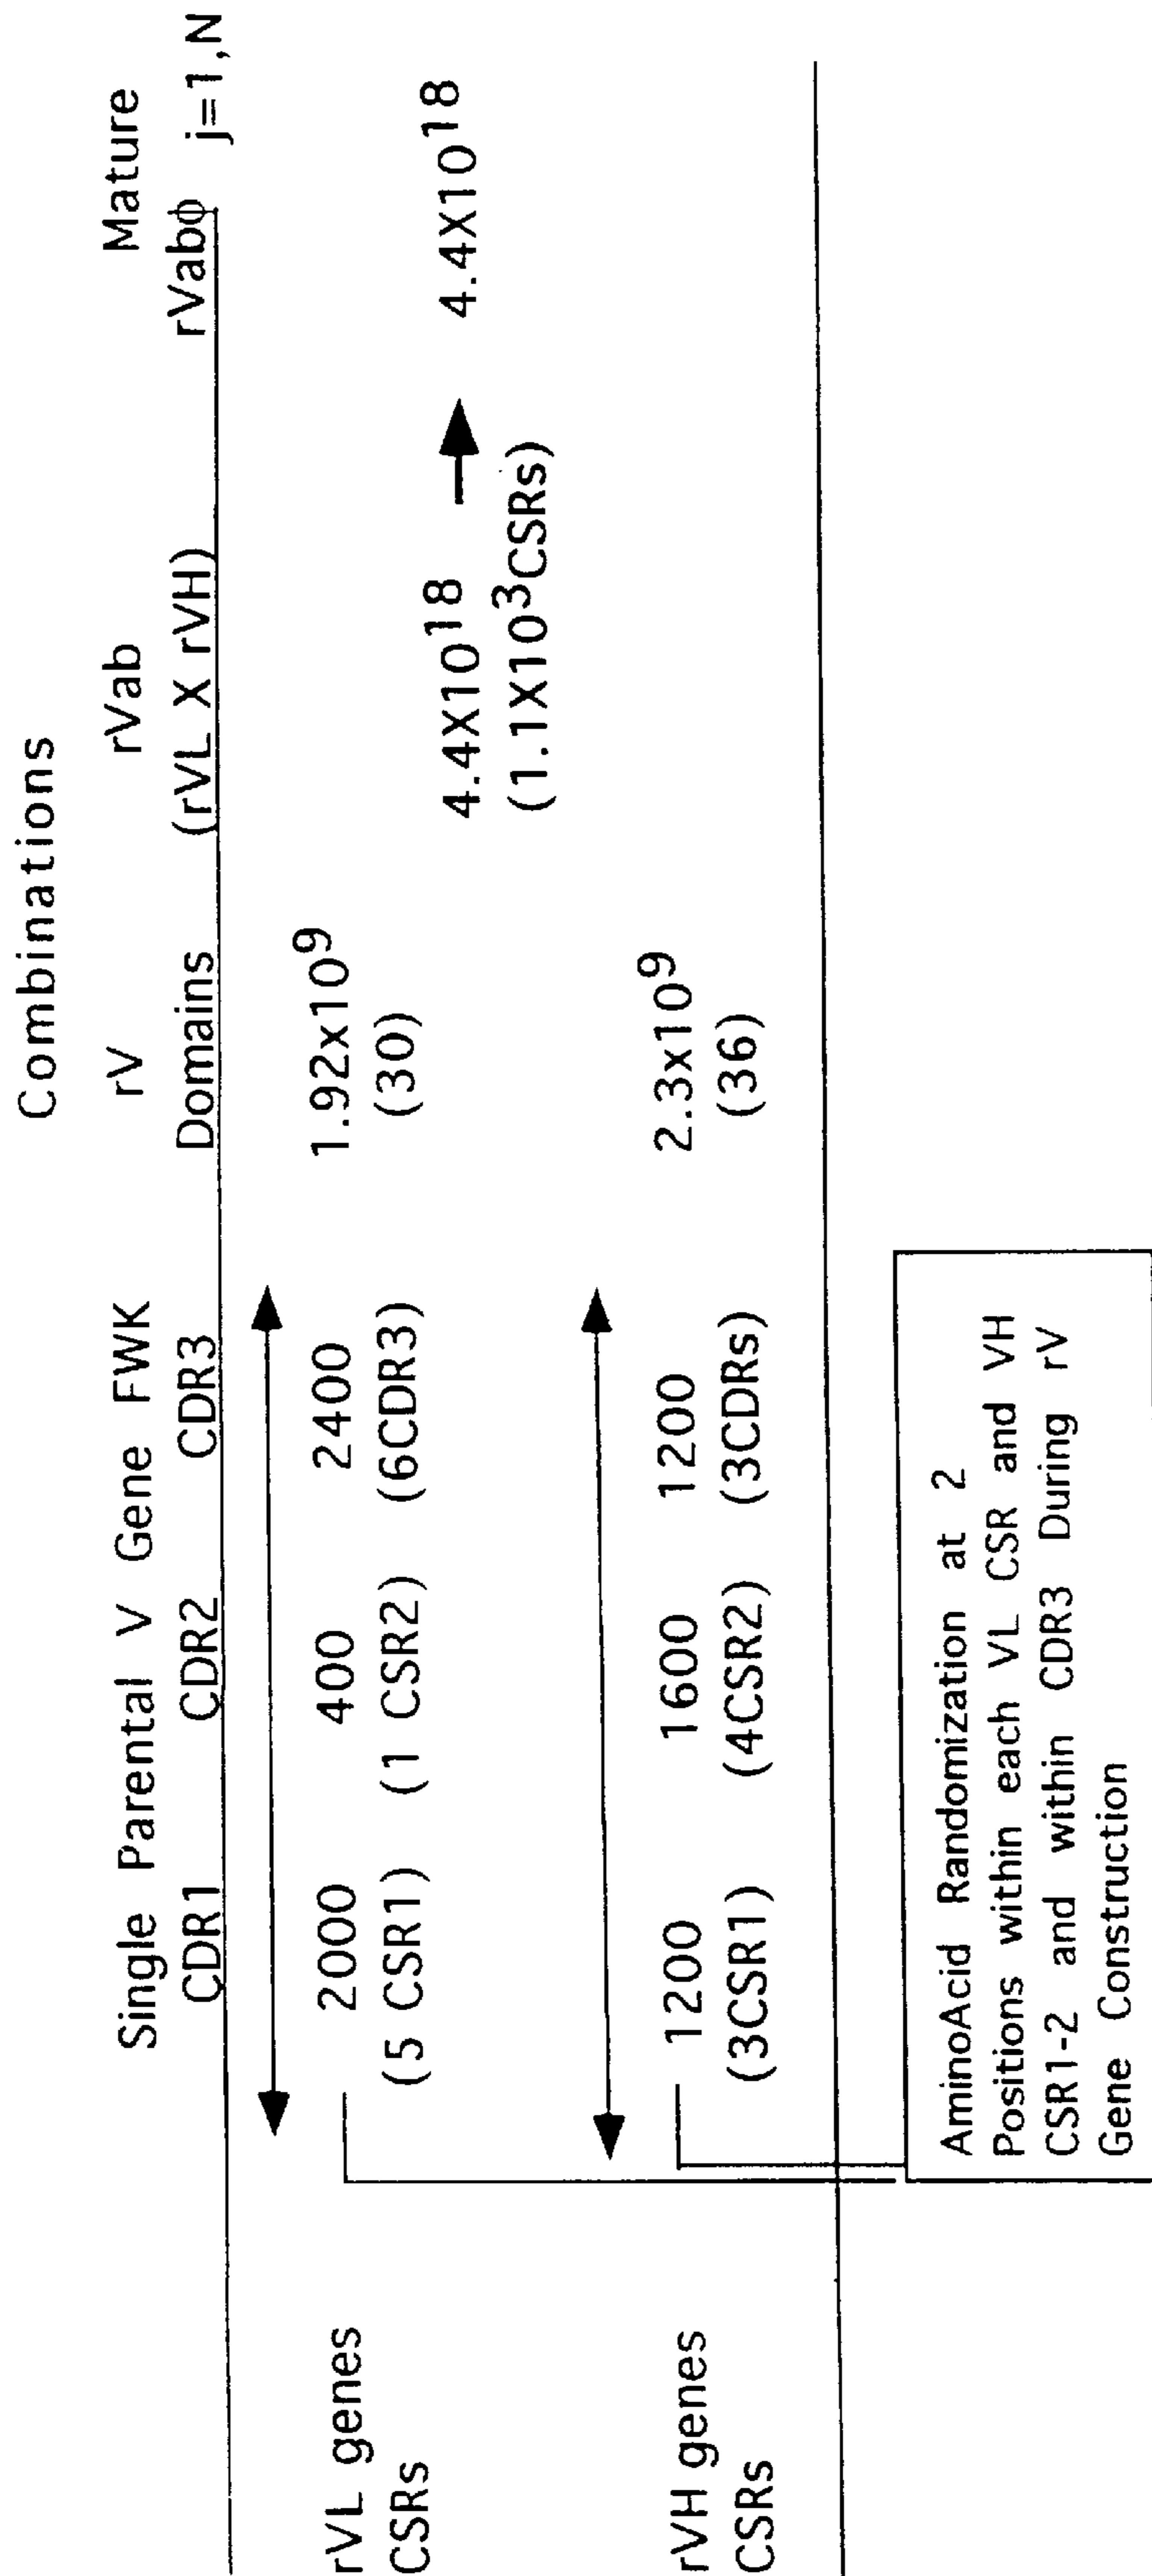 Combinations
Single Parental V Gene FWK rV rVab Mature
CDR1 CDR2 CDR3 Domains (rVL X rVH) rVabϕ j=1,N
rVL genes 2000 400 2400 1.92x10⁹ 4.4X10¹⁸ 4.4X10¹⁸
CSRs (5 CSR1) (1 CSR2) (6CDR3) (30) (1.1X10³CSRs)
rVH genes 1200 1600 1200 2.3x10⁹
CSRs (3CSR1) (4CSR2) (3CDRs) (36)
AminoAcid Randomization at 2
Positions within each VL CSR and VH
CSR1-2 and within CDR3 During rV
Gene Construction